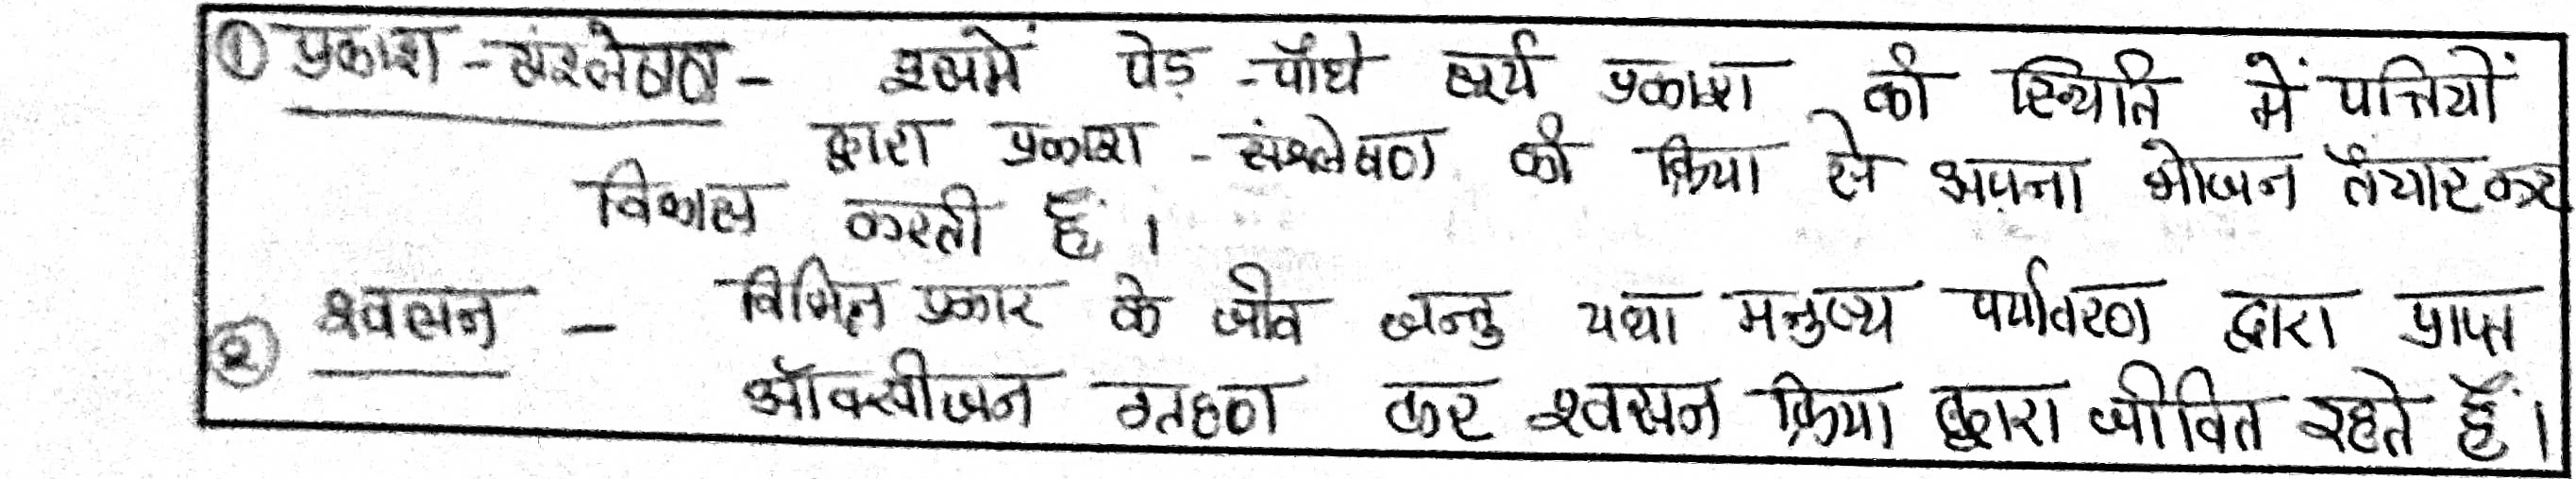 ① प्रकाश-संश्लेषण - इसमें पेड़-पौधे सूर्य प्रकाश की स्थिति में पत्तियों
द्वारा प्रकाश-संश्लेषण की क्रिया से अपना भोजन तैयार कर
विकास करती हैं।
② श्वसन - विभिन्न प्रकार के जीव जन्तु यथा मनुष्य पर्यावरण द्वारा प्राप्त
ऑक्सीजन ग्रहण कर श्वसन क्रिया द्वारा जीवित रहते हैं।